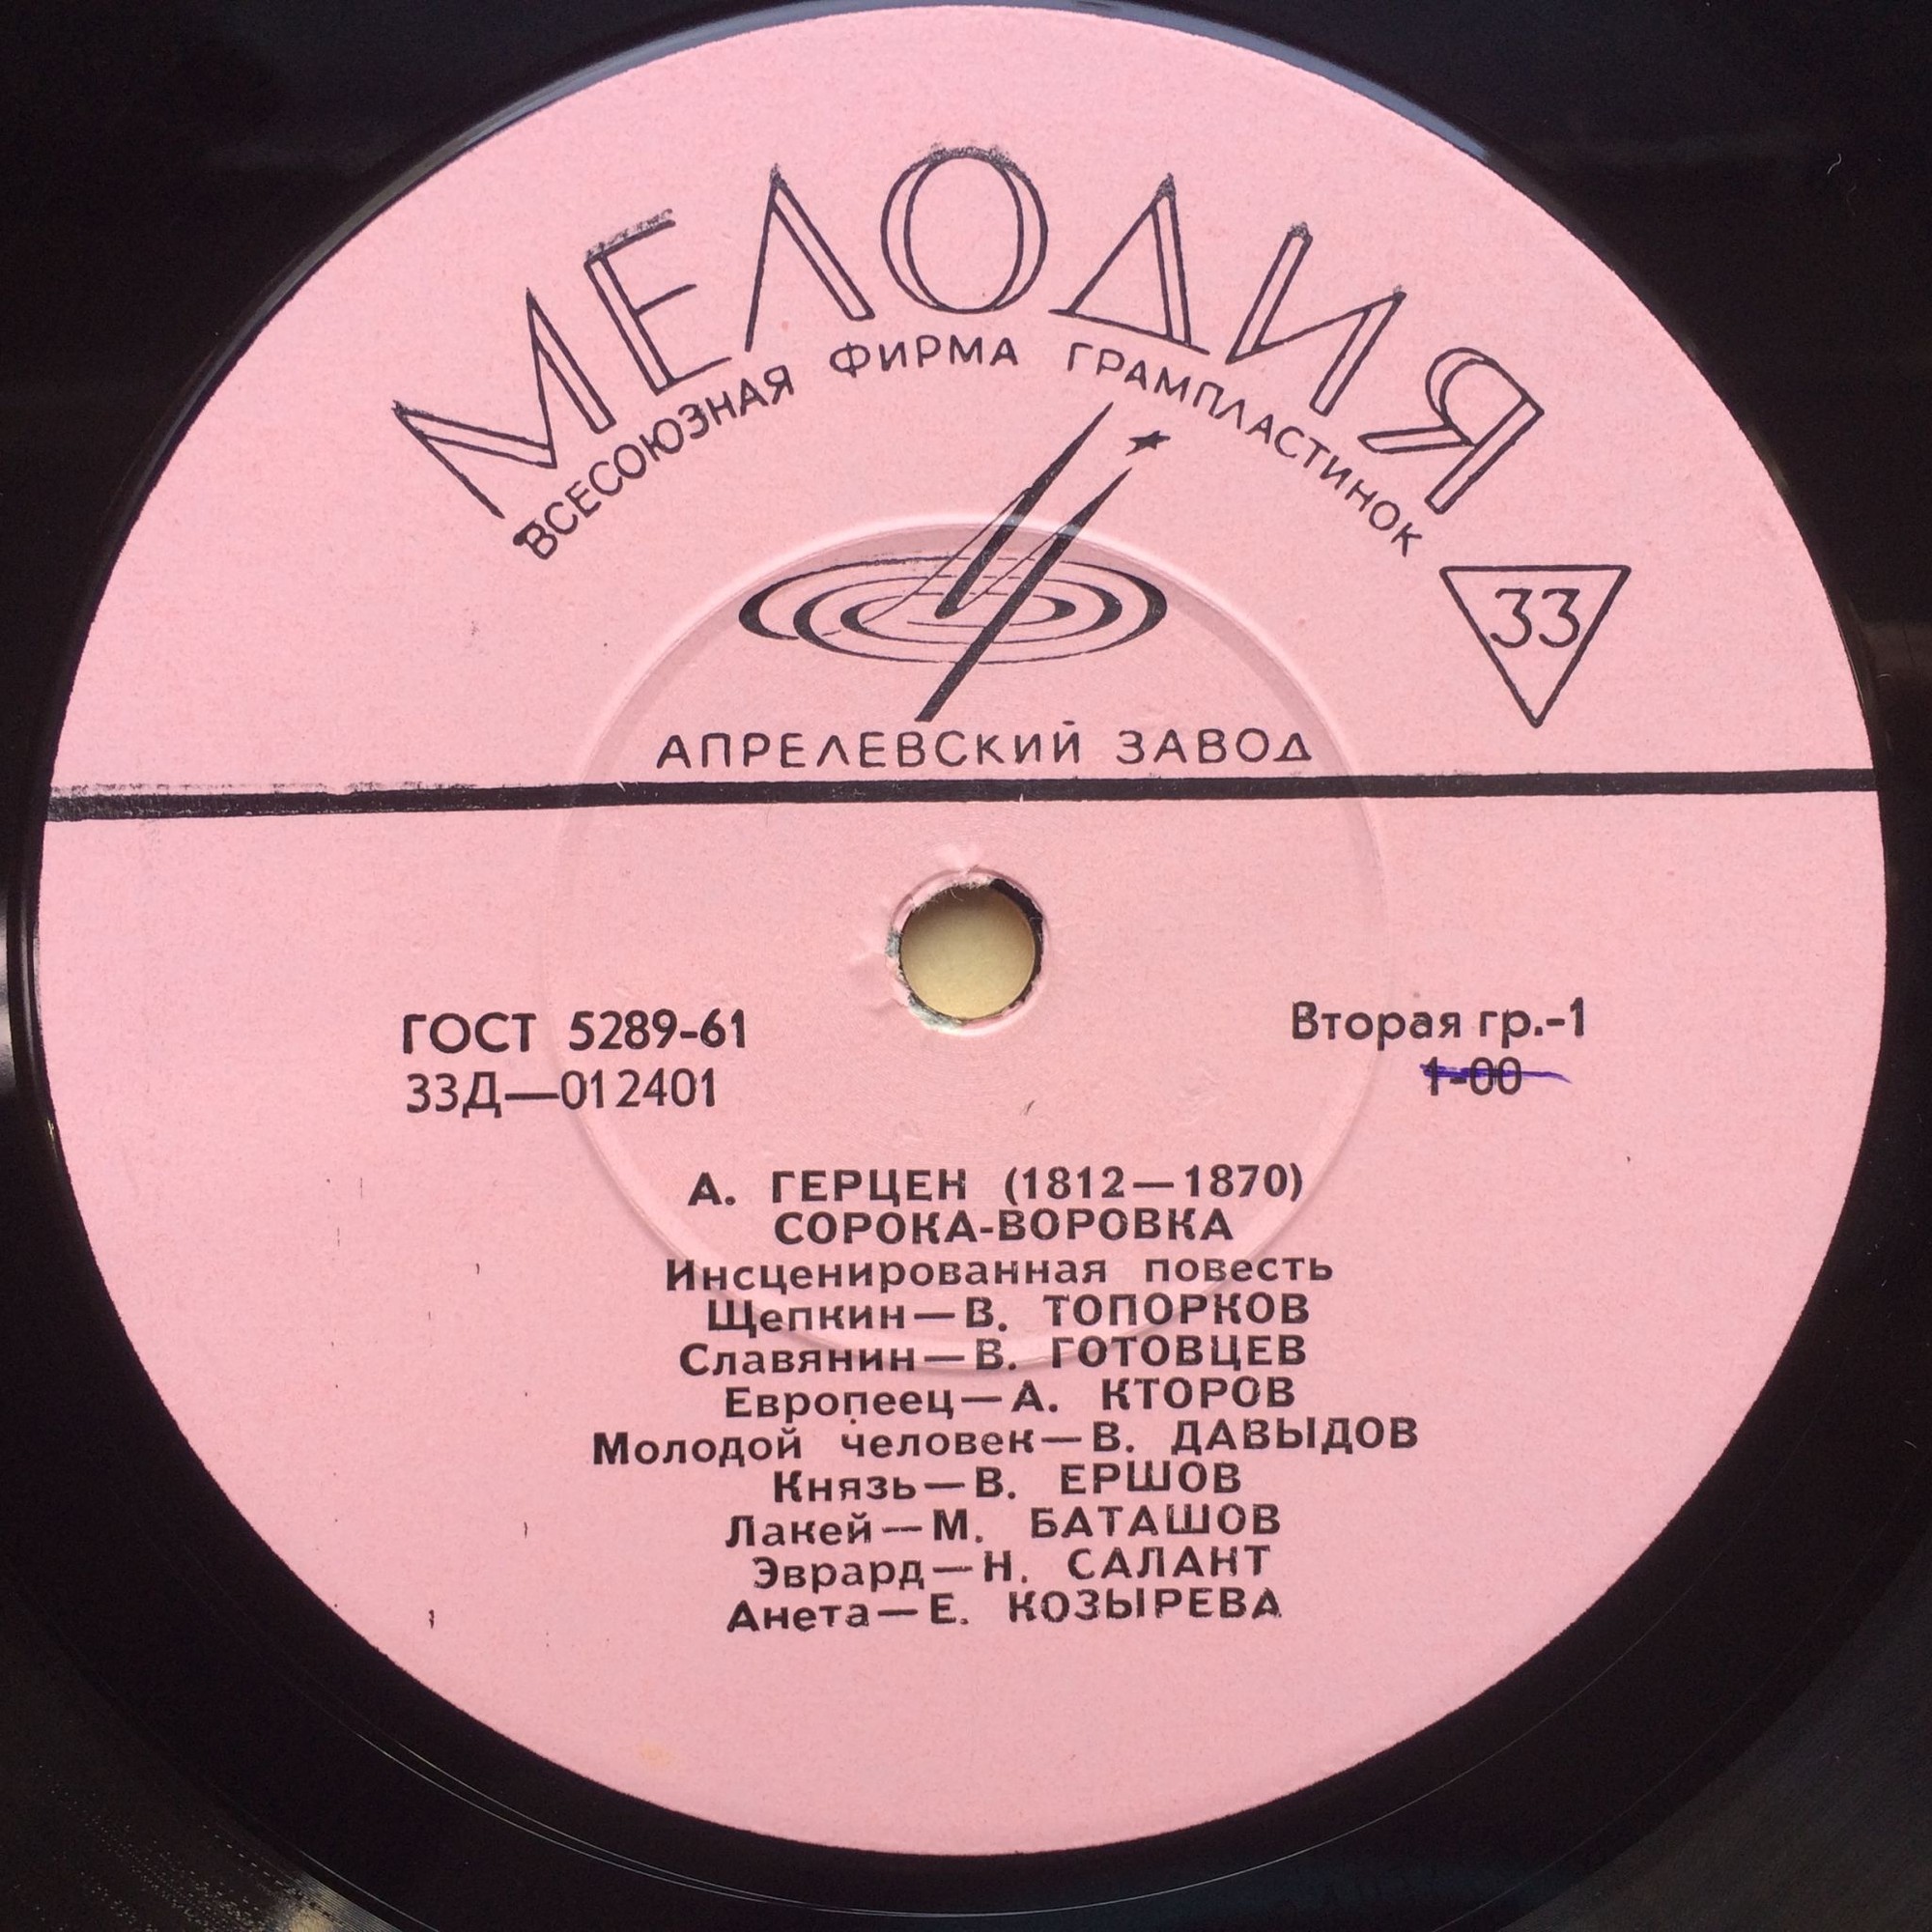 МЕЛОДИЯ
ВСЕСОЮЗНАЯ ФИРМА ГРАМПЛАСТИНОК
33
АПРЕЛЕВСКИЙ ЗАВОД
ГОСТ 5289-61
Вторая гр.-1
33Д—012401
1-00
А. ГЕРЦЕН (1812—1870)
СОРОКА-ВОРОВКА
Инсценированная повесть
Щепкин—В. ТОПОРКОВ
Славянин—В. ГОТОВЦЕВ
Европеец—А. КТОРОВ
Молодой человек—В. ДАВЫДОВ
Князь—В. ЕРШОВ
Лакей—М. БАТАШОВ
Эврард—Н. САЛАНТ
Анета—Е. КОЗЫРЕВА